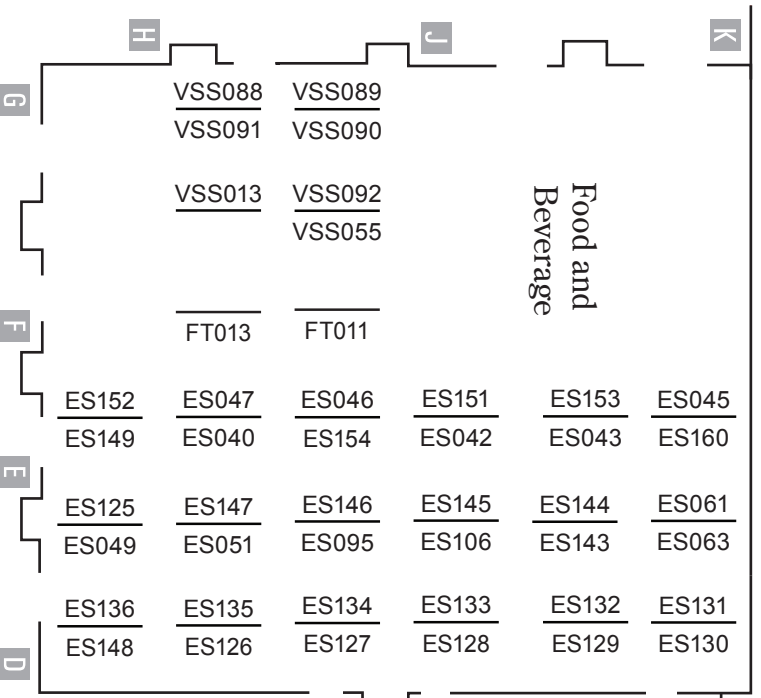 H
J
K
G
VSS088 VSS089
VSS091 VSS090
VSS013 VSS092
VSS055
Food and
Beverage
FT013 FT011
F
ES152 ES047 ES046 ES151 ES153 ES045
ES149 ES040 ES154 ES042 ES043 ES160
E
ES125 ES147 ES146 ES145 ES144 ES061
ES049 ES051 ES095 ES106 ES143 ES063
ES136 ES135 ES134 ES133 ES132 ES131
ES148 ES126 ES127 ES128 ES129 ES130
D